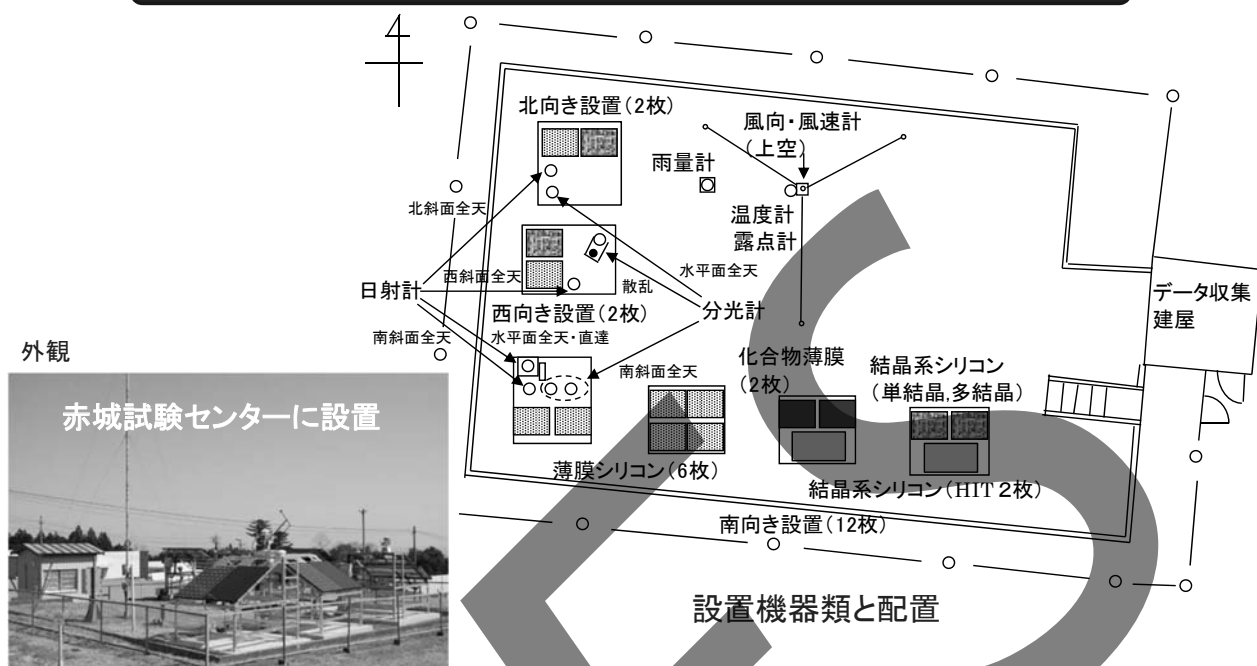 北向き設置(2枚)
風向・風速計
(上空)
雨量計
北斜面全天
温度計
露点計
西斜面全天
散乱
水平面全天
日射計
西向き設置(2枚)
分光計
データ収集
建屋
南斜面全天
水平面全天・直達
外観
化合物薄膜
(2枚)
結晶系シリコン
(単結晶,多結晶)
南斜面全天
赤城試験センターに設置
薄膜シリコン(6枚)
結晶系シリコン(HIT 2枚)
南向き設置(12枚)
設置機器類と配置